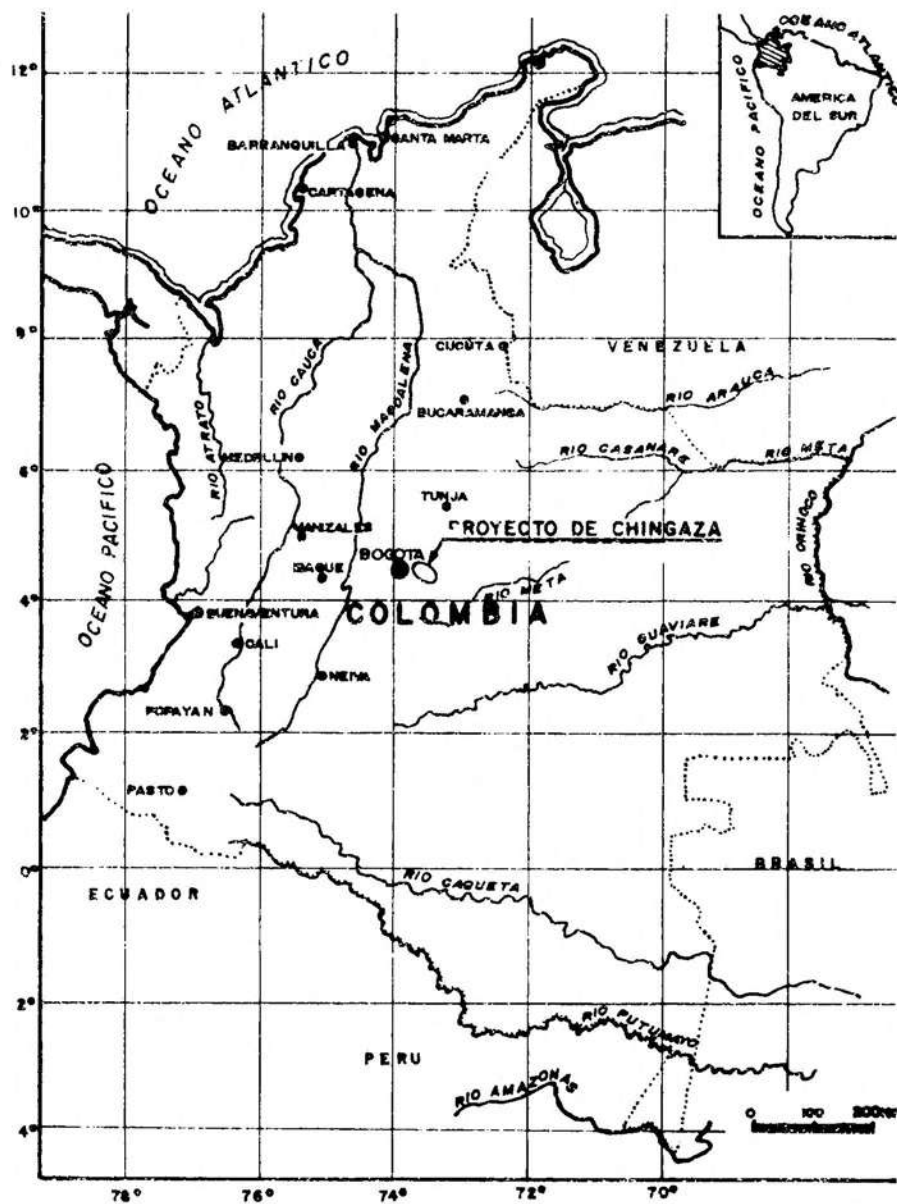 OCEANO ATLANTICO
OCEANO PACIFICO
AMERICA
DEL SUR
12°
OCEANO ATLANTICO
BARRANQUILLA
SANTA MARTA
CARTAGENA
10°
8°
CUCUTA
VENEZUELA
RIO ATRATO
RIO CAUCA
RIO MAGDALENA
BUCARAMANGA
RIO ARAUCA
MEDELLIN
RIO CASANARE
RIO META
6°
OCEANO PACIFICO
TUNJA
MANIZALES
PROYECTO DE CHINGAZA
RIO ORINOCO
BOGOTA
IBAGUE
RIO META
4°
BUENAVENTURA
COLOMBIA
CALI
RIO GUAVIARE
NEIVA
POPAYAN
2°
PASTO
0°
BRASIL
ECUADOR
RIO CAQUETA
2°
RIO PUTUMAYO
PERU
RIO AMAZONAS
0 100 200
4°
78° 76° 74° 72° 70°